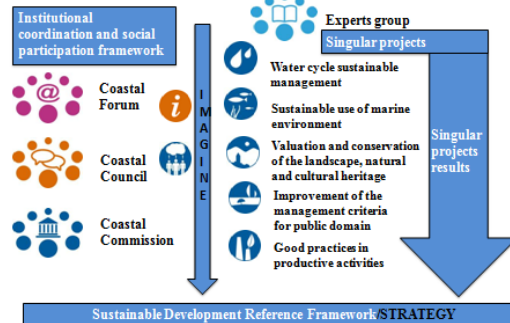 Institutional
coordination and social
participation framework
@
Coastal
Forum
i
Coastal
Council
Coastal
Commission
IMAGINE
Experts group
Singular projects
Water cycle sustainable
management
Sustainable use of marine
environment
Valuation and conservation
of the landscape, natural
and cultural heritage
Improvement of the
management criteria
for public domain
Good practices in
productive activities
Singular
projects
results
Sustainable Development Reference Framework/STRATEGY